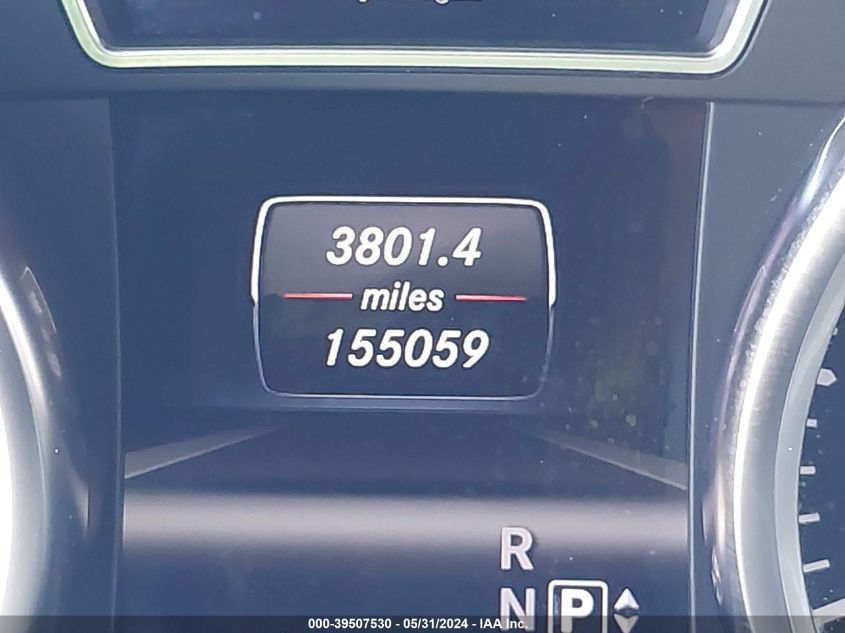 3801.4
miles
155059
R
N P
000-39507530 - 05/31/2024 - IAA Inc.